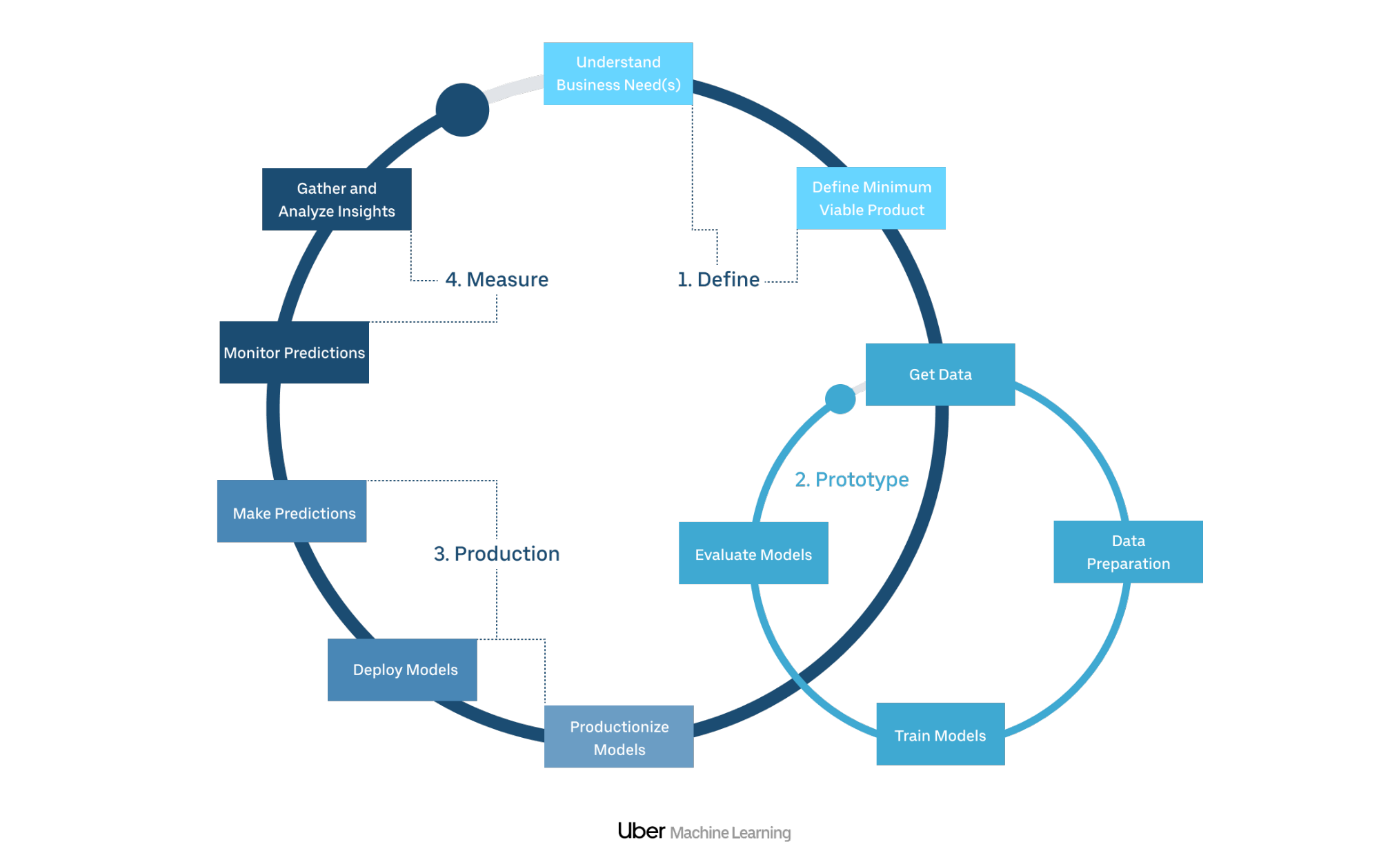 Understand
Business Need(s)
Define Minimum
Viable Product
Gather and
Analyze Insights
4. Measure
1. Define
Monitor Predictions
Get Data
2. Prototype
Make Predictions
3. Production
Evaluate Models
Data
Preparation
Deploy Models
Productionize
Models
Train Models
Uber Machine Learning